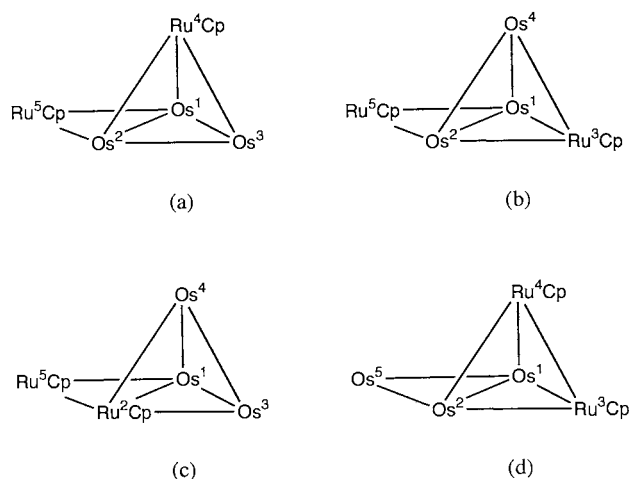 Ru⁴Cp
Ru⁵Cp
Os¹
Os²
Os³
(a)
Os⁴
Ru⁵Cp
Os¹
Os²
Ru³Cp
(b)
Os⁴
Ru⁵Cp
Os¹
Ru²Cp
Os³
(c)
Ru⁴Cp
Os⁵
Os¹
Os²
Ru³Cp
(d)